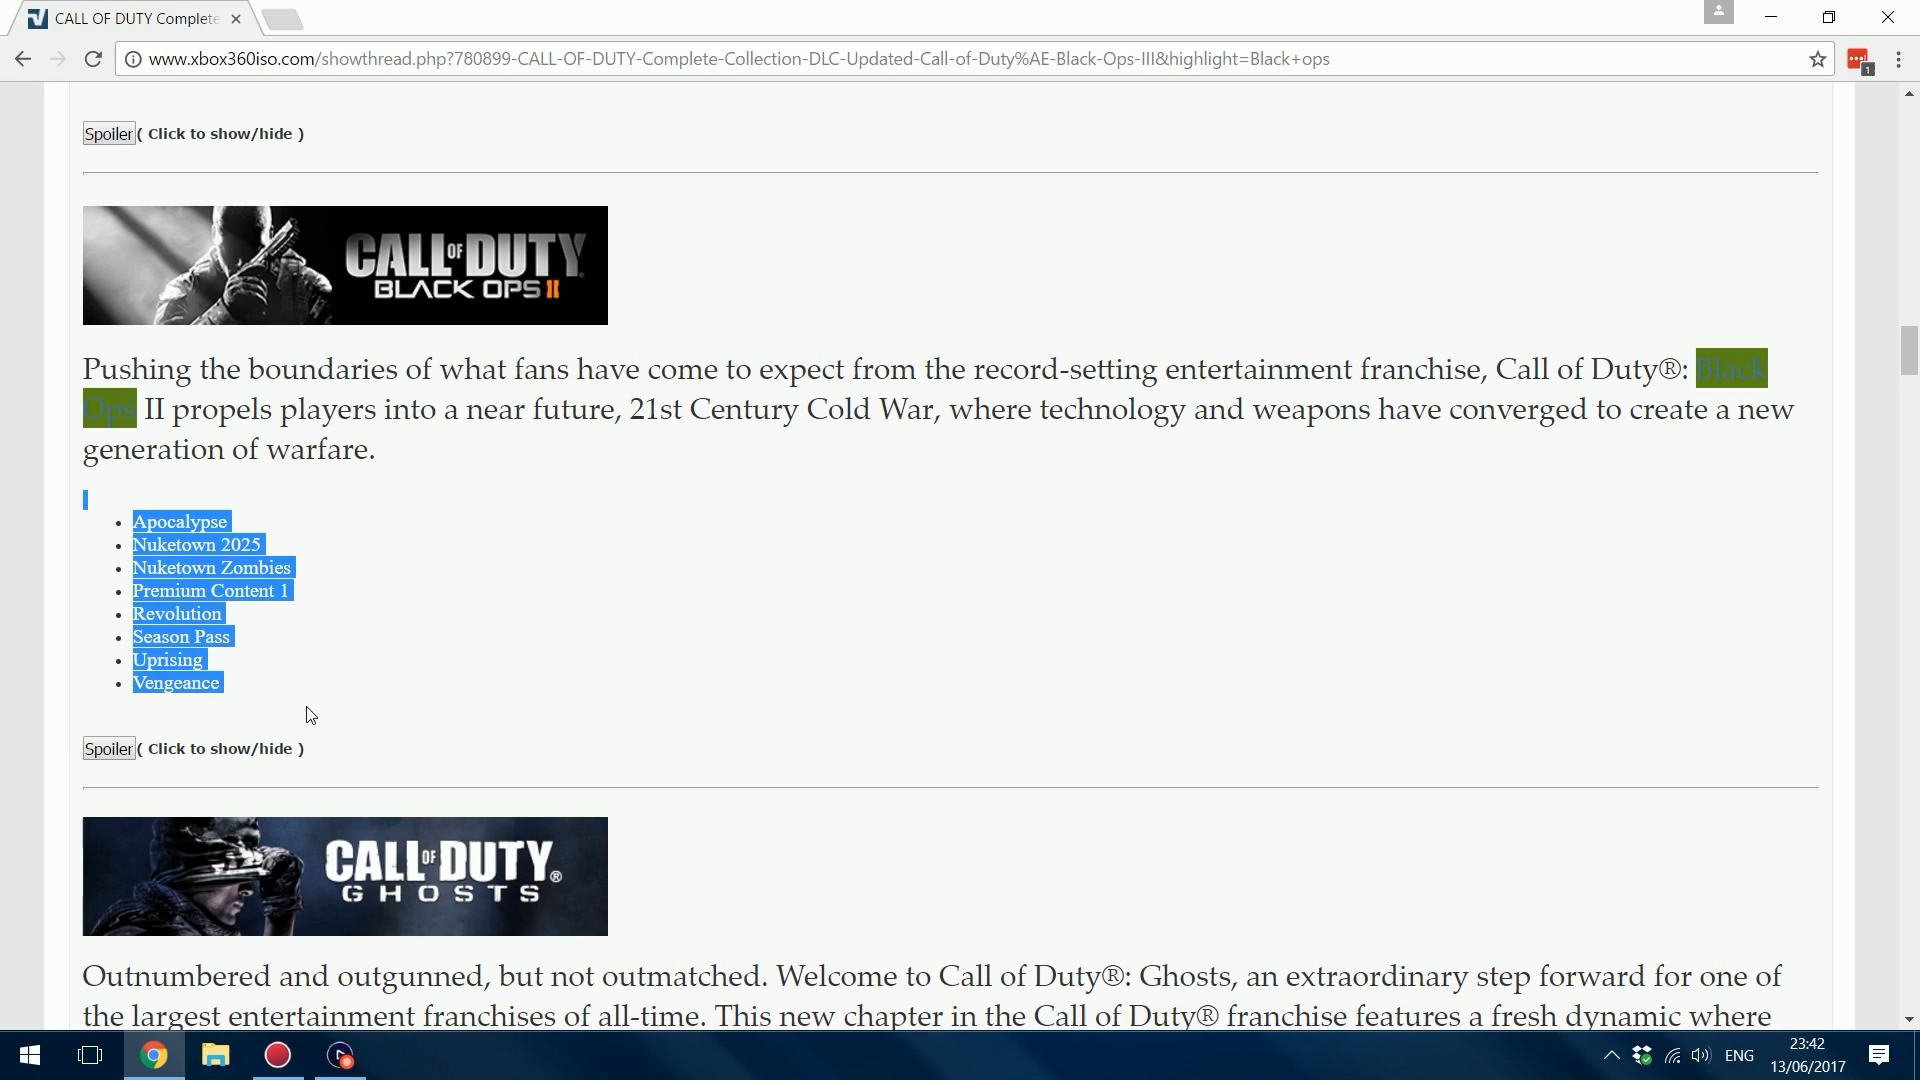 CALL OF DUTY Complete
www.xbox360iso.com/showthread.php?780899-CALL-OF-DUTY-Complete-Collection-DLC-Updated-Call-of-Duty%AE-Black-Ops-III&highlight=Black+ops
1
Spoiler ( Click to show/hide )
CALL OF DUTY
BLACK OPS II
Pushing the boundaries of what fans have come to expect from the record-setting entertainment franchise, Call of Duty®: Black
Ops II propels players into a near future, 21st Century Cold War, where technology and weapons have converged to create a new
generation of warfare.
• Apocalypse
• Nuketown 2025
• Nuketown Zombies
• Premium Content 1
• Revolution
• Season Pass
• Uprising
• Vengeance
Spoiler ( Click to show/hide )
CALL OF DUTY®
GHOSTS
Outnumbered and outgunned, but not outmatched. Welcome to Call of Duty®: Ghosts, an extraordinary step forward for one of
the largest entertainment franchises of all-time. This new chapter in the Call of Duty® franchise features a fresh dynamic where
ENG
23:42
13/06/2017